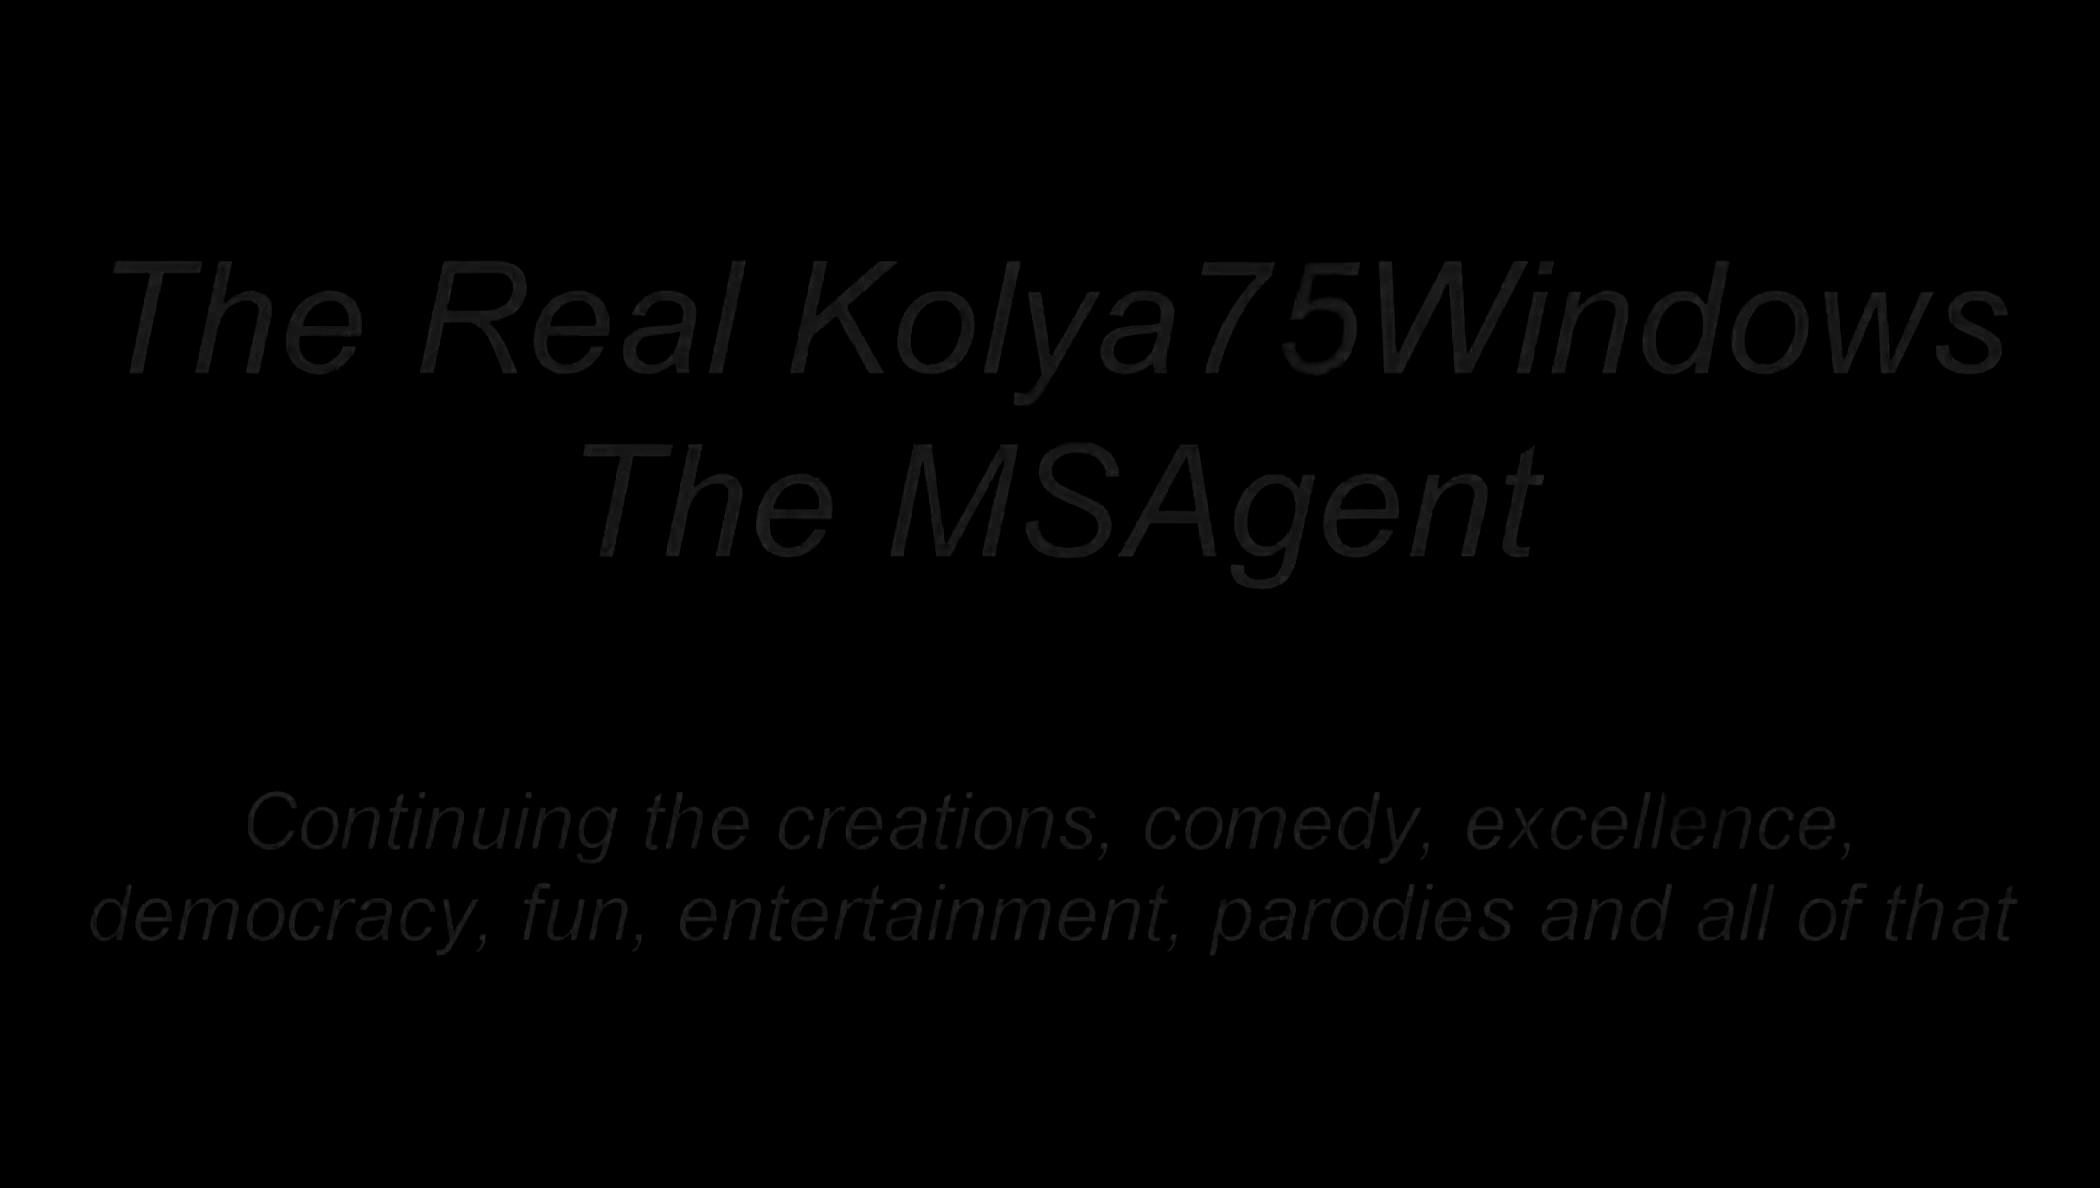 The Real Kolya75Windows
The MSAgent
Continuing the creations, comedy, excellence,
democracy, fun, entertainment, parodies and all of that